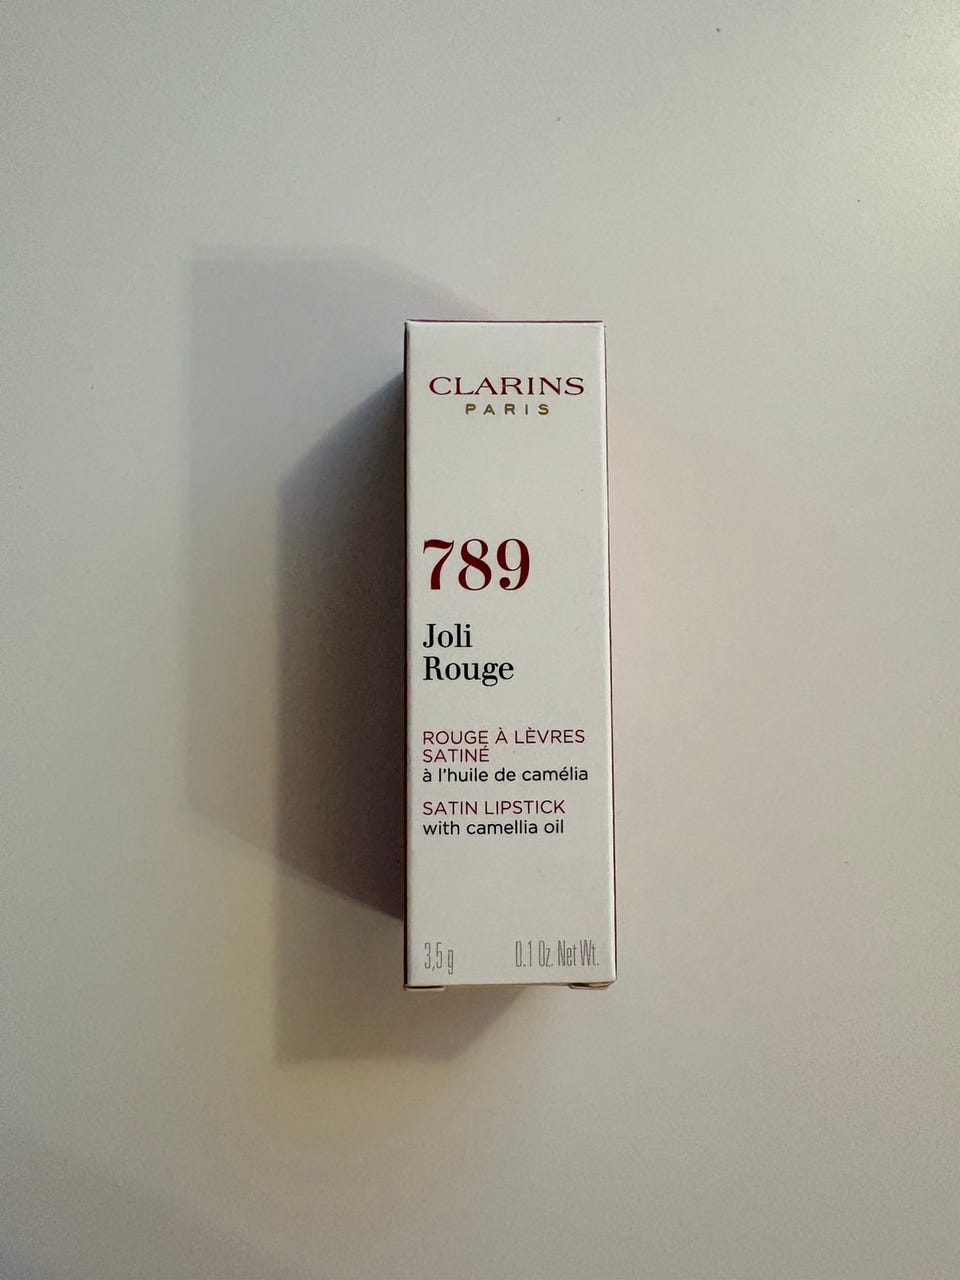 CLARINS
PARIS
789
Joli
Rouge
ROUGE À LÈVRES
SATINÉ
à l'huile de camélia
SATIN LIPSTICK
with camellia oil
3,5 g 0.1 Oz. Net Wt.